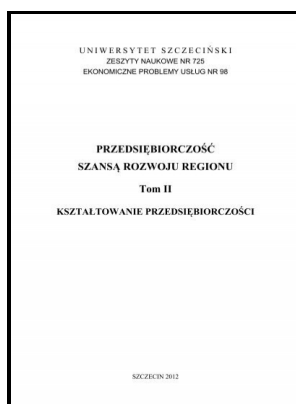 UNIWERSYTET SZCZECIŃSKI
ZESZYTY NAUKOWE NR 725
EKONOMICZNE PROBLEMY USŁUG NR 98
PRZEDSIĘBIORCZOŚĆ
SZANSĄ ROZWOJU REGIONU
Tom II
KSZTAŁTOWANIE PRZEDSIĘBIORCZOŚCI
SZCZECIN 2012